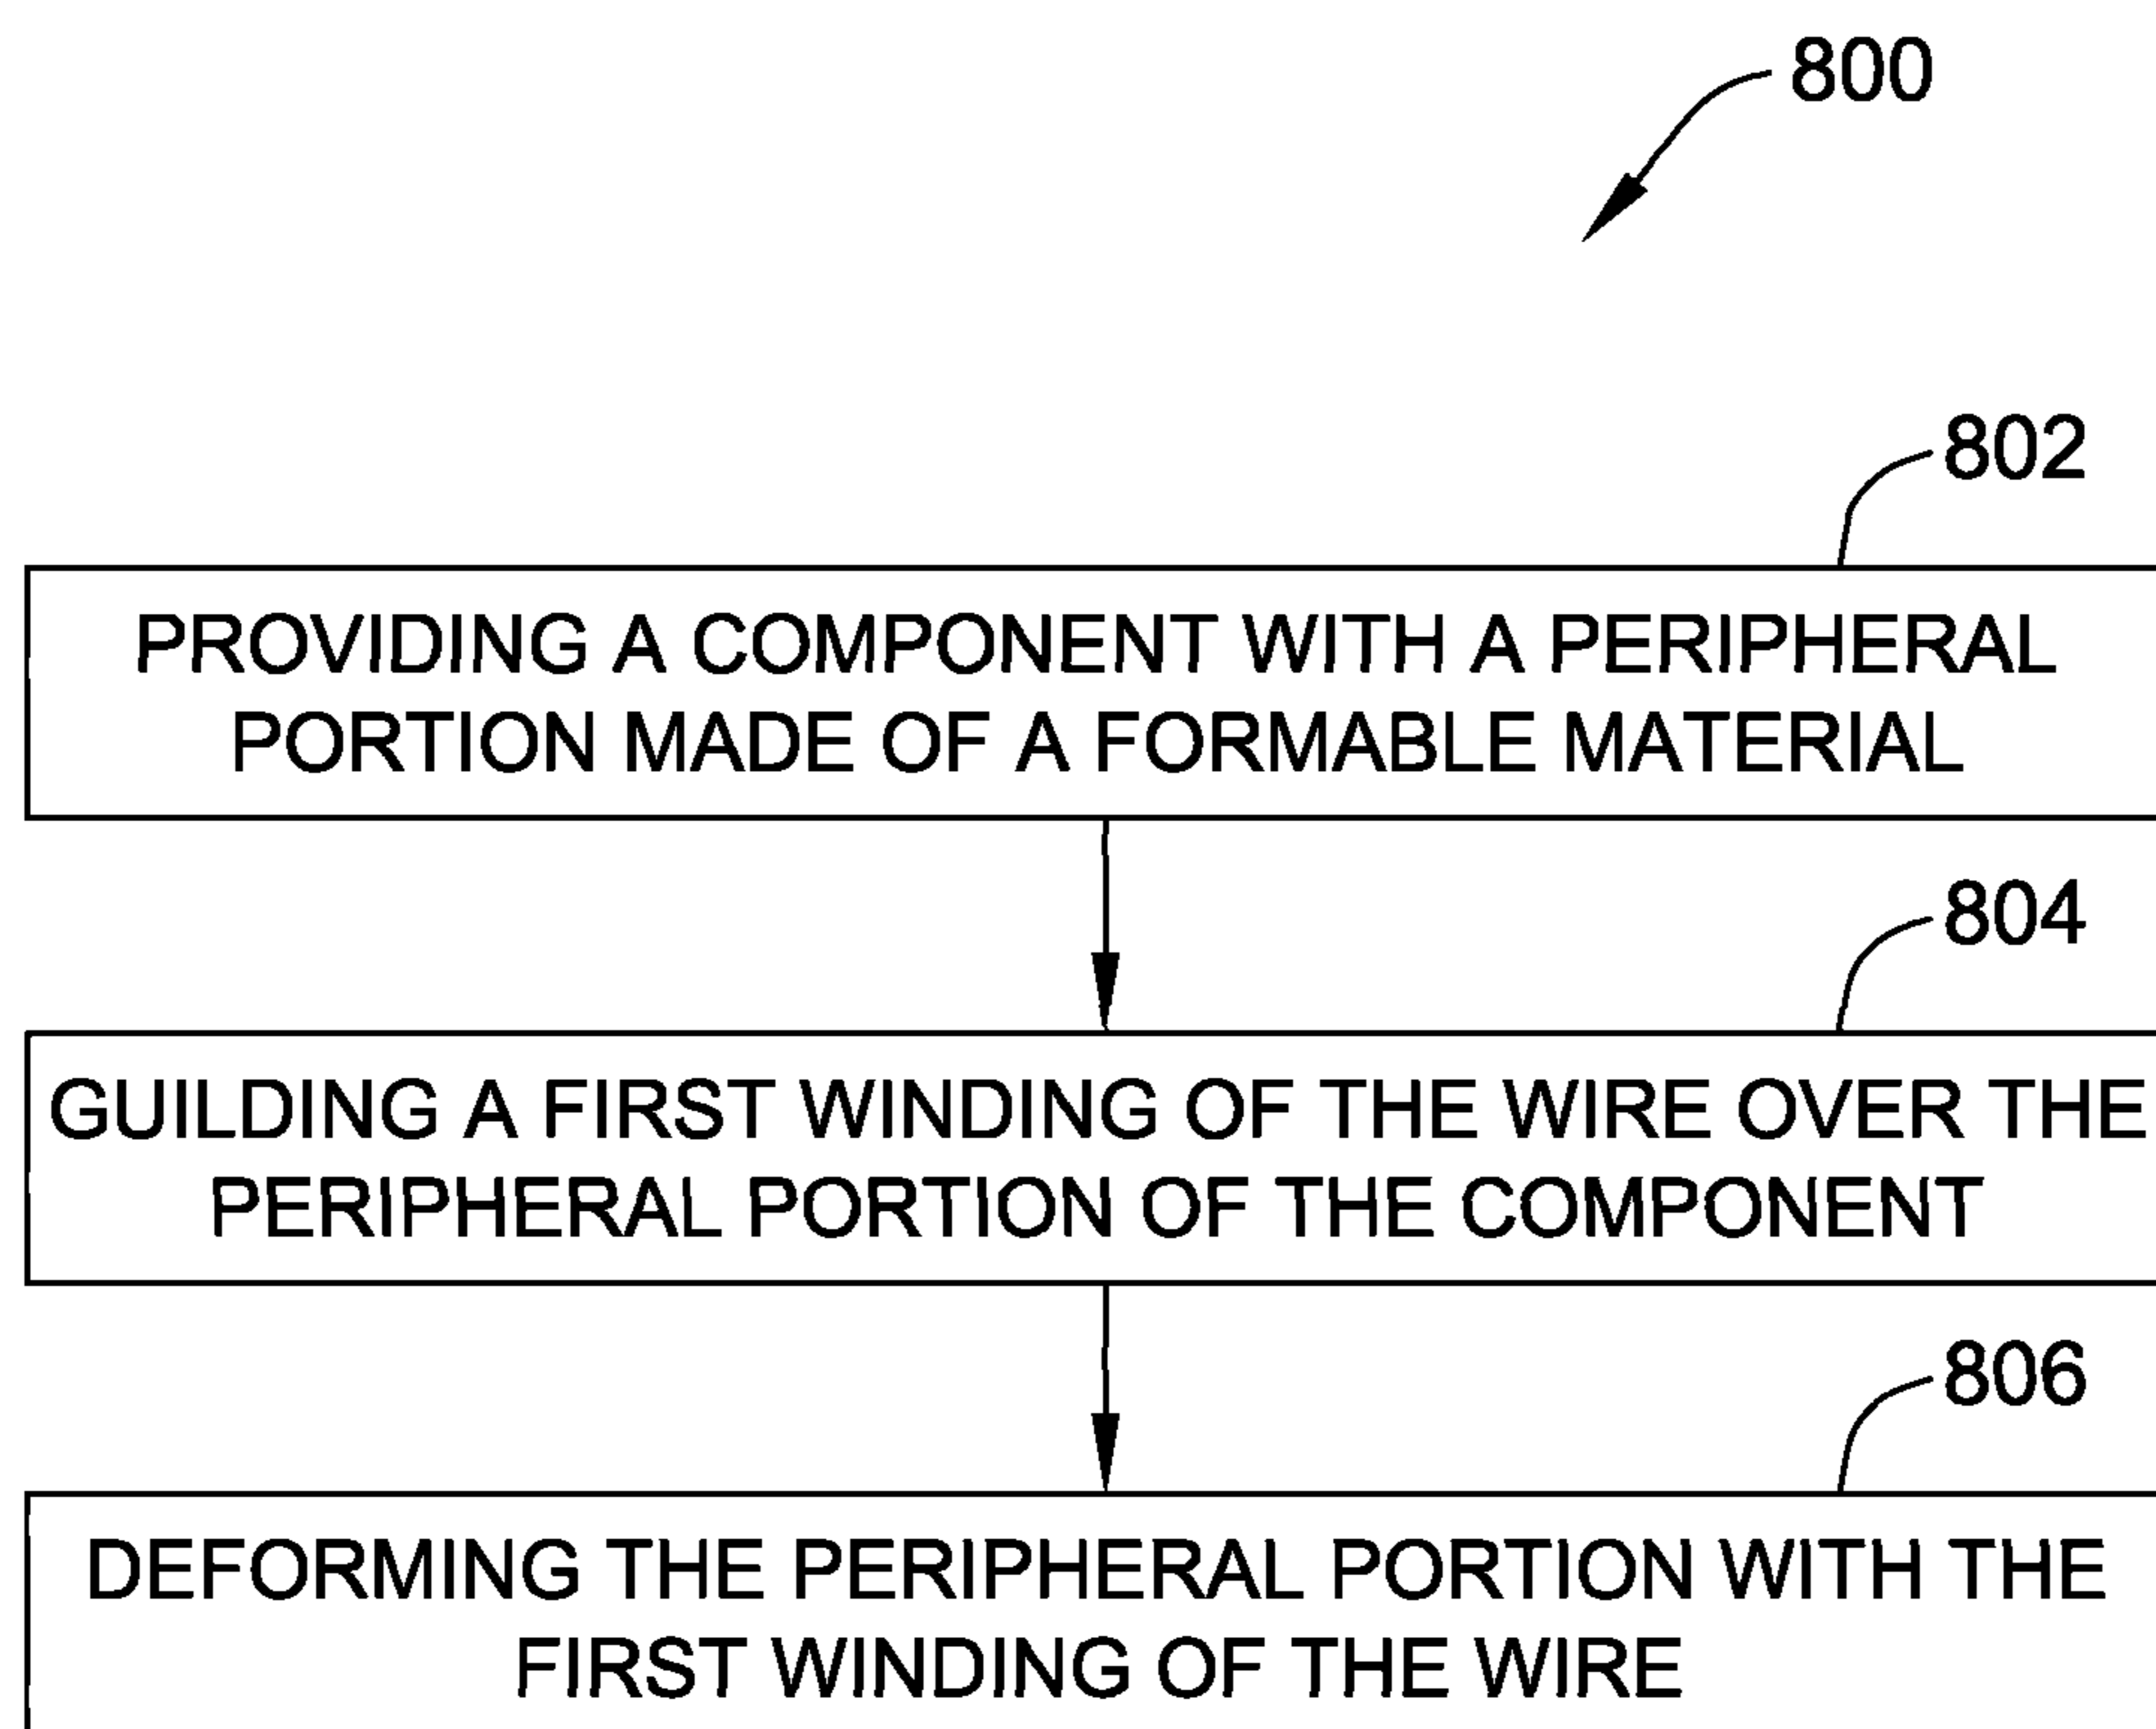 800
802
PROVIDING A COMPONENT WITH A PERIPHERAL
PORTION MADE OF A FORMABLE MATERIAL
804
GUILDING A FIRST WINDING OF THE WIRE OVER THE
PERIPHERAL PORTION OF THE COMPONENT
806
DEFORMING THE PERIPHERAL PORTION WITH THE
FIRST WINDING OF THE WIRE